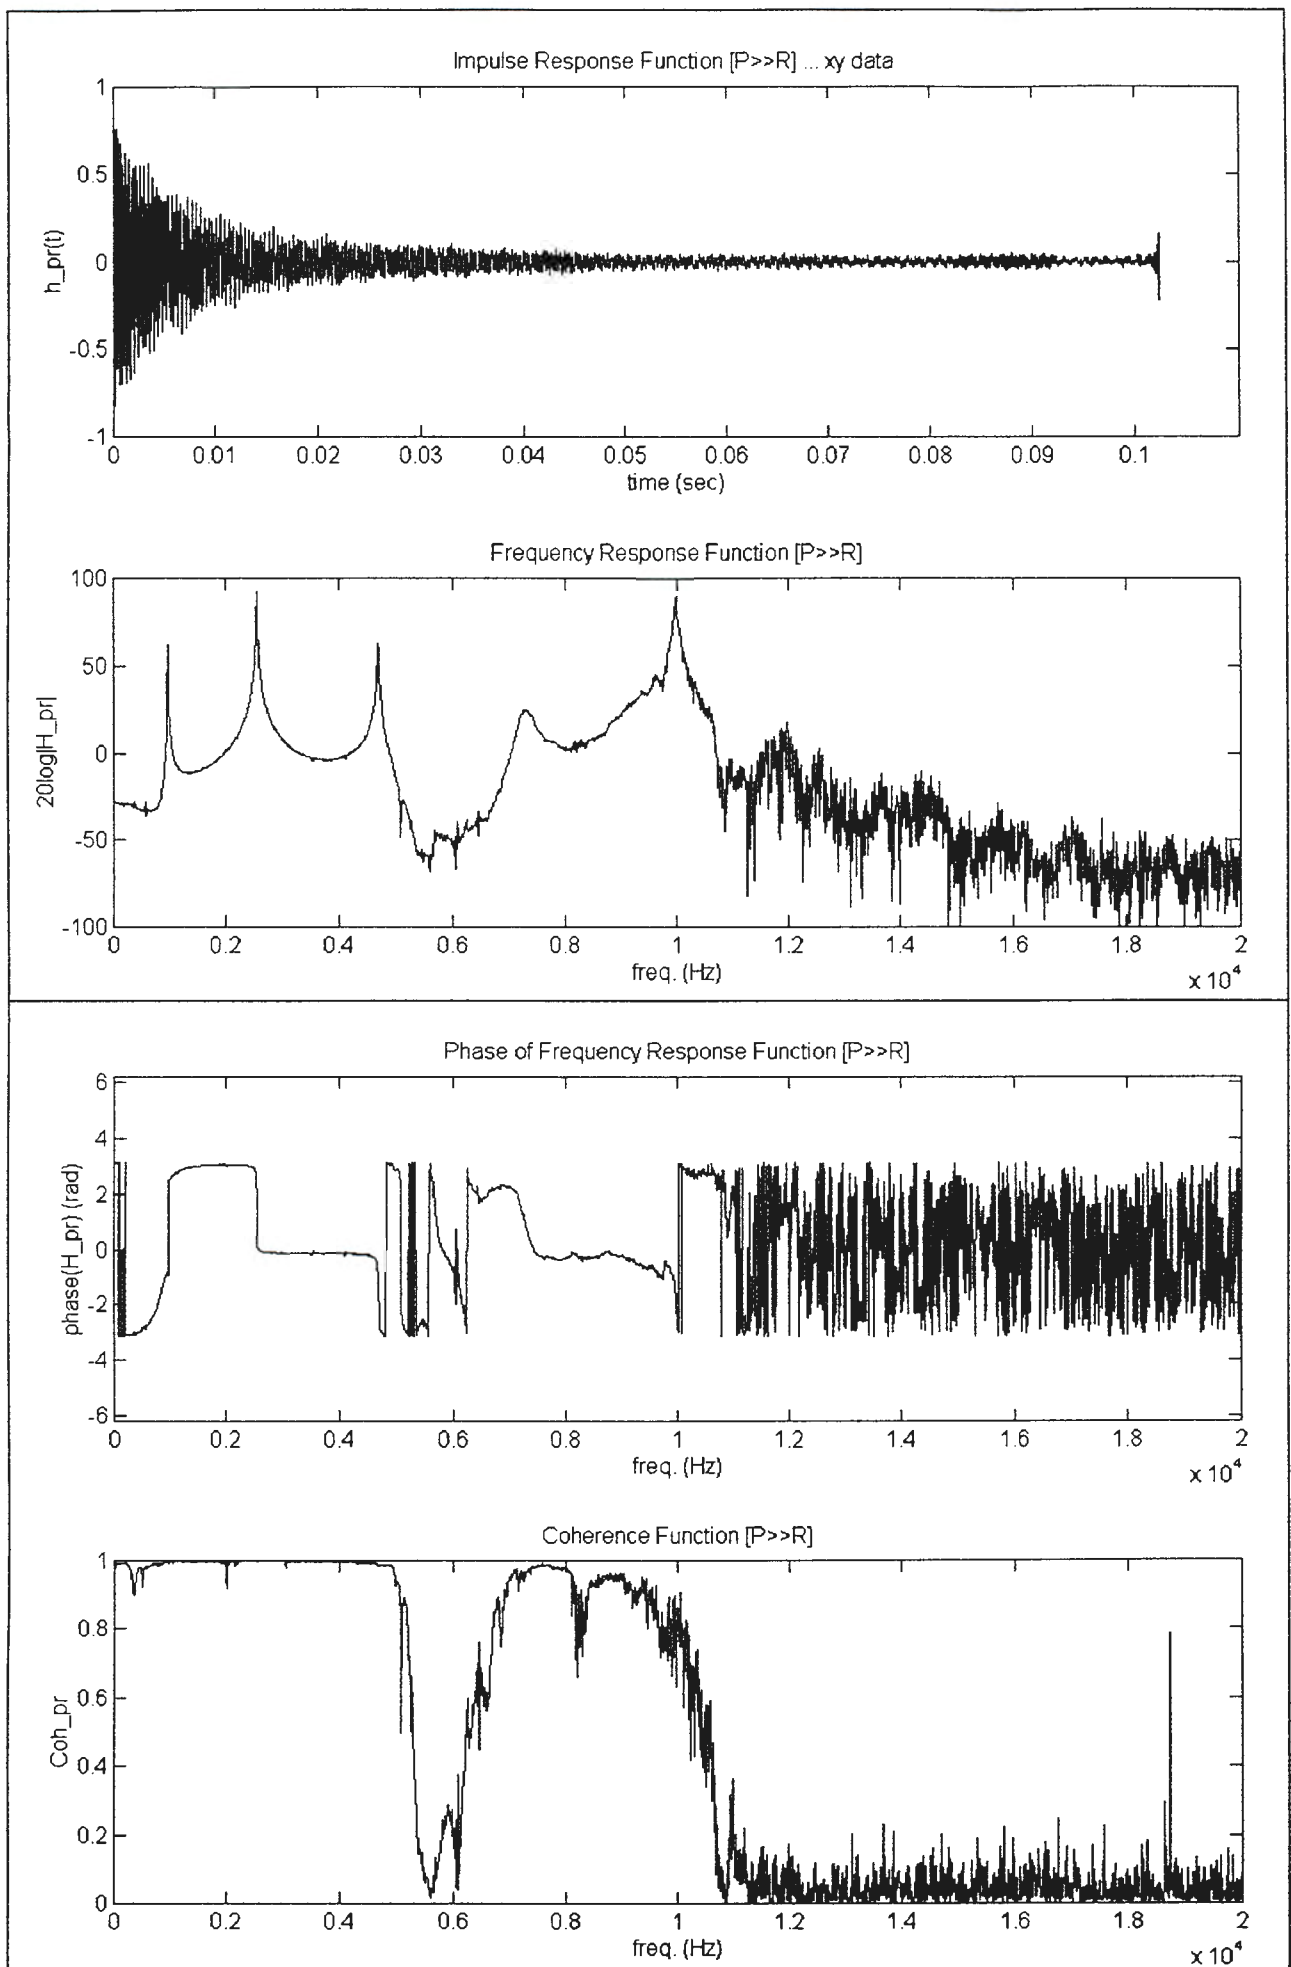 Impulse Response Function [P>>R] ... xy data
h_pr(t)
1
0.5
0
-0.5
-1
0 0.01 0.02 0.03 0.04 0.05 0.06 0.07 0.08 0.09 0.1
time (sec)
Frequency Response Function [P>>R]
20log|H_pr|
100
50
0
-50
-100
0 0.2 0.4 0.6 0.8 1 1.2 1.4 1.6 1.8 2
freq. (Hz)
x 10⁴
Phase of Frequency Response Function [P>>R]
phase(H_pr) (rad)
6
4
2
0
-2
-4
-6
0 0.2 0.4 0.6 0.8 1 1.2 1.4 1.6 1.8 2
freq. (Hz)
x 10⁴
Coherence Function [P>>R]
Coh_pr
1
0.8
0.6
0.4
0.2
0
0 0.2 0.4 0.6 0.8 1 1.2 1.4 1.6 1.8 2
freq. (Hz)
x 10⁴